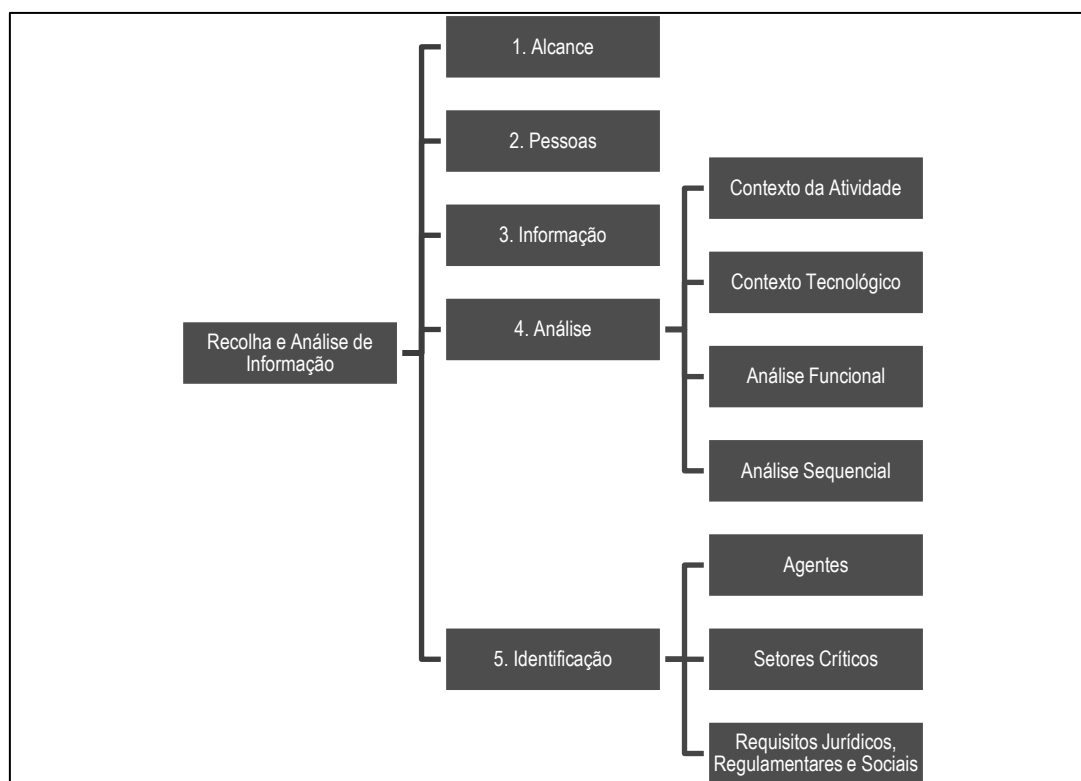 1. Alcance
2. Pessoas
Contexto da Atividade
3. Informação
Contexto Tecnológico
4. Análise
Recolha e Análise de
Informação
Análise Funcional
Análise Sequencial
Agentes
5. Identificação
Setores Críticos
Requisitos Jurídicos,
Regulamentares e Sociais